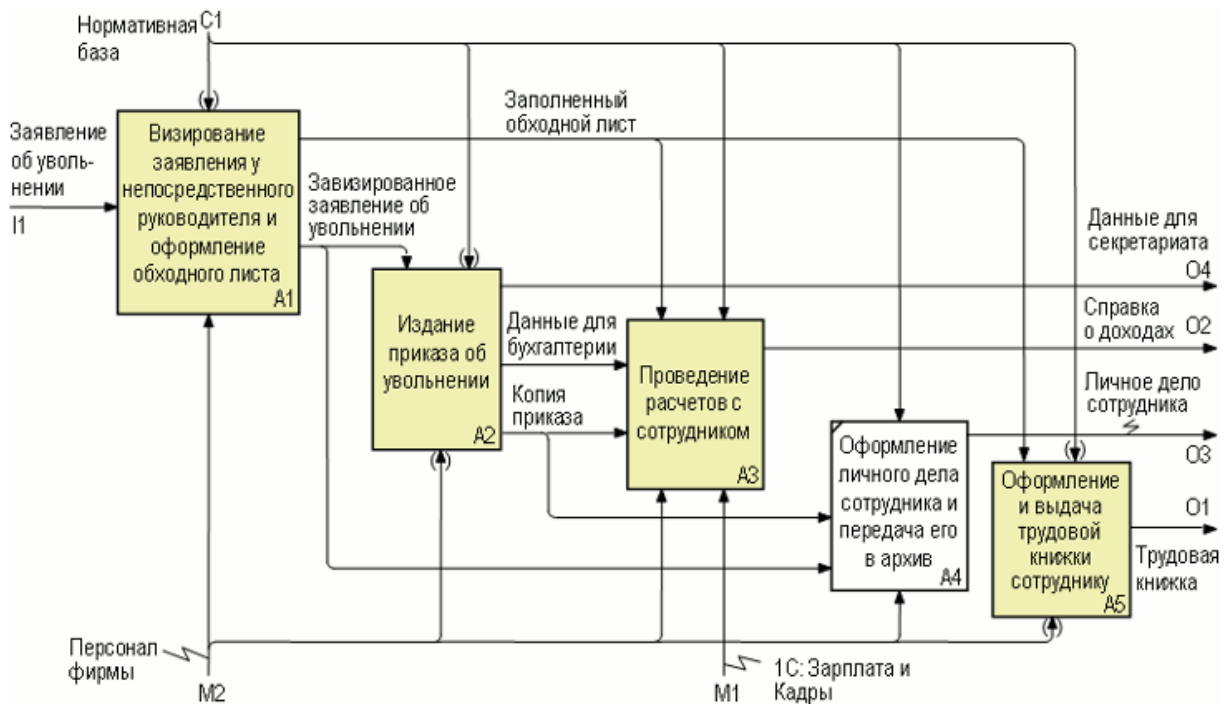 Нормативная
база
C1
Заявление
об уволь-
нении
I1
Визирование
заявления у
непосредственного
руководителя и
оформление
обходного листа
A1
Заполненный
обходной лист
Завизированное
заявление об
увольнении
Издание
приказа об
увольнении
A2
Данные для
бухгалтерии
Копия
приказа
Проведение
расчетов с
сотрудником
A3
Оформление
личного дела
сотрудника и
передача его
в архив
A4
Оформление
и выдача
трудовой
книжки
сотруднику
A5
Данные для
секретариата
O4
Справка
о доходах
O2
Личное дело
сотрудника
O3
O1
Трудовая
книжка
Персонал
фирмы
M2
M1
1С: Зарплата и
Кадры